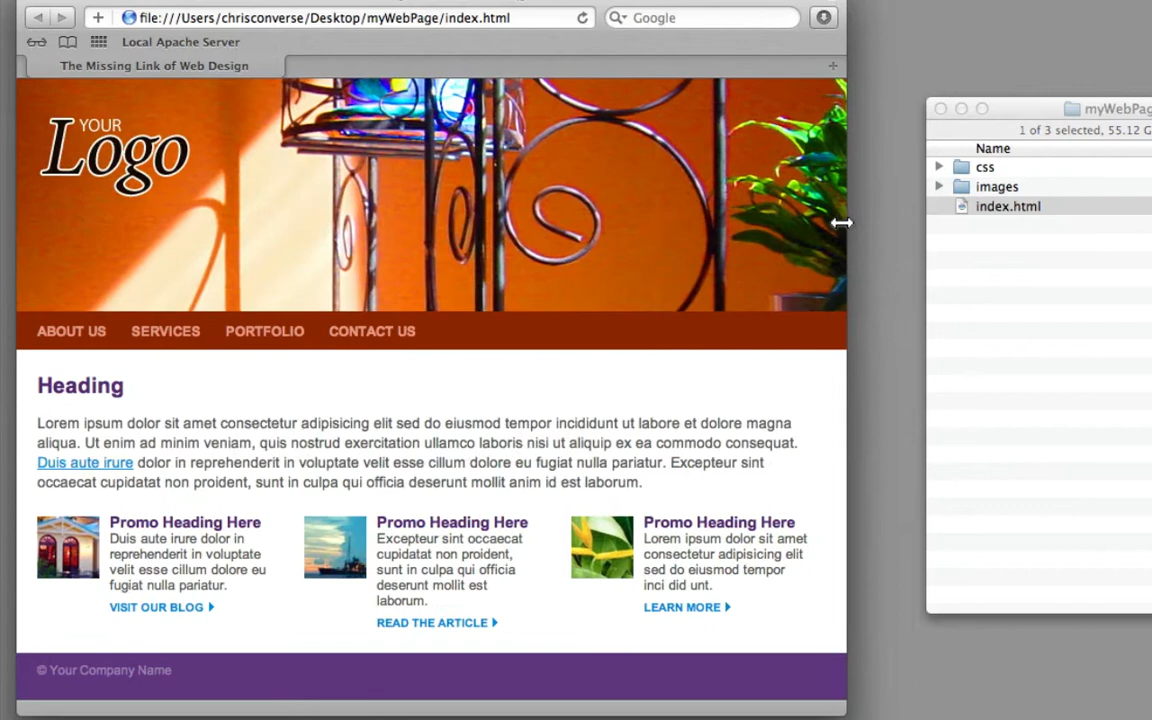 file:///Users/chrisconverse/Desktop/myWebPage/index.html
Google
Local Apache Server
The Missing Link of Web Design
YOUR
Logo
ABOUT US SERVICES PORTFOLIO CONTACT US
Heading
Lorem ipsum dolor sit amet consectetur adipisicing elit sed do eiusmod tempor incididunt ut labore et dolore magna
aliqua. Ut enim ad minim veniam, quis nostrud exercitation ullamco laboris nisi ut aliquip ex ea commodo consequat.
Duis aute irure dolor in reprehenderit in voluptate velit esse cillum dolore eu fugiat nulla pariatur. Excepteur sint
occaecat cupidatat non proident, sunt in culpa qui officia deserunt mollit anim id est laborum.
Promo Heading Here
Duis aute irure dolor in
reprehenderit in voluptate
velit esse cillum dolore eu
fugiat nulla pariatur.
VISIT OUR BLOG
Promo Heading Here
Excepteur sint occaecat
cupidatat non proident,
sunt in culpa qui officia
deserunt mollit est
laborum.
READ THE ARTICLE
Promo Heading Here
Lorem ipsum dolor sit amet
consectetur adipisicing elit
sed do eiusmod tempor
inci did unt.
LEARN MORE
© Your Company Name
myWebPag
1 of 3 selected, 55.12 G
Name
css
images
index.html